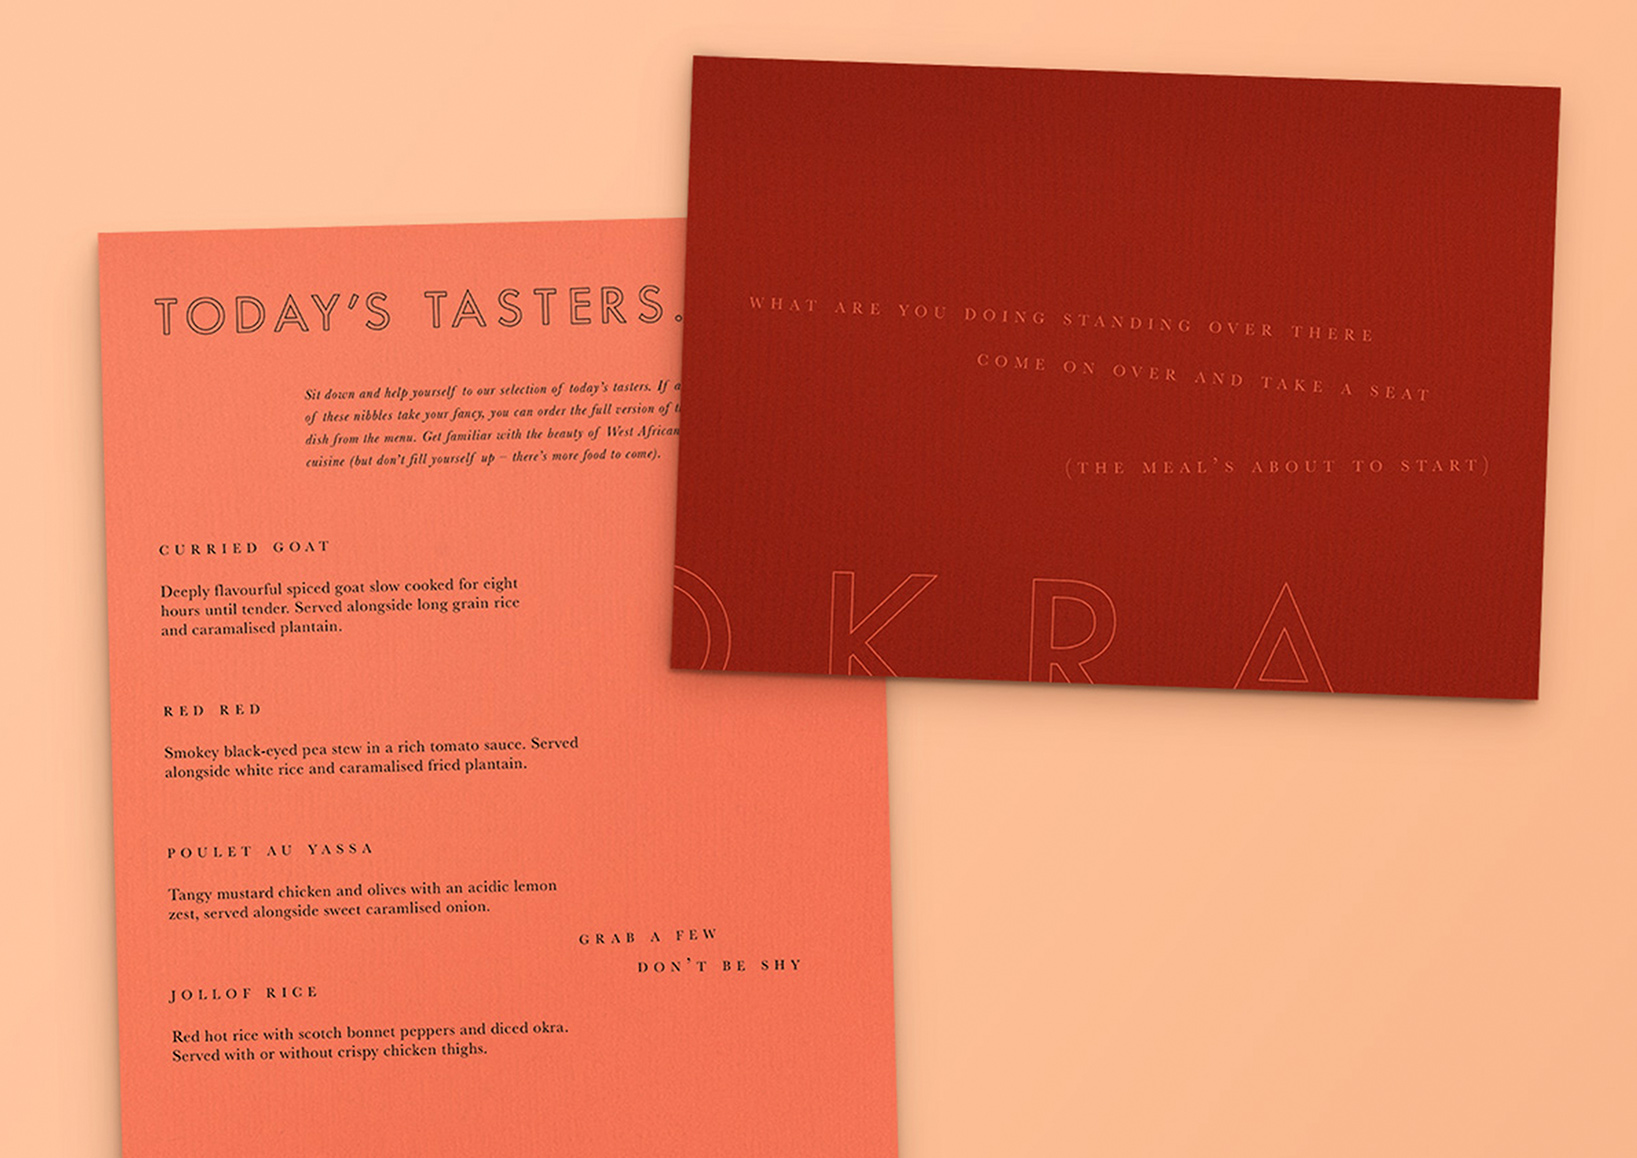 TODAY'S TASTERS.
Sit down and help yourself to our selection of today's tasters. If
of these nibbles take your fancy, you can order the full version of
dish from the menu. Get familiar with the beauty of West African
cuisine (but don't fill yourself up – there's more food to come).
CURRIED GOAT
Deeply flavourful spiced goat slow cooked for eight
hours until tender. Served alongside long grain rice
and caramalised plantain.
RED RED
Smokey black-eyed pea stew in a rich tomato sauce. Served
alongside white rice and caramalised fried plantain.
POULET AU YASSA
Tangy mustard chicken and olives with an acidic lemon
zest, served alongside sweet caramlised onion.
GRAB A FEW
DON'T BE SHY
JOLLOF RICE
Red hot rice with scotch bonnet peppers and diced okra.
Served with or without crispy chicken thighs.
WHAT ARE YOU DOING STANDING OVER THERE
COME ON OVER AND TAKE A SEAT
(THE MEAL'S ABOUT TO START)
OKRA